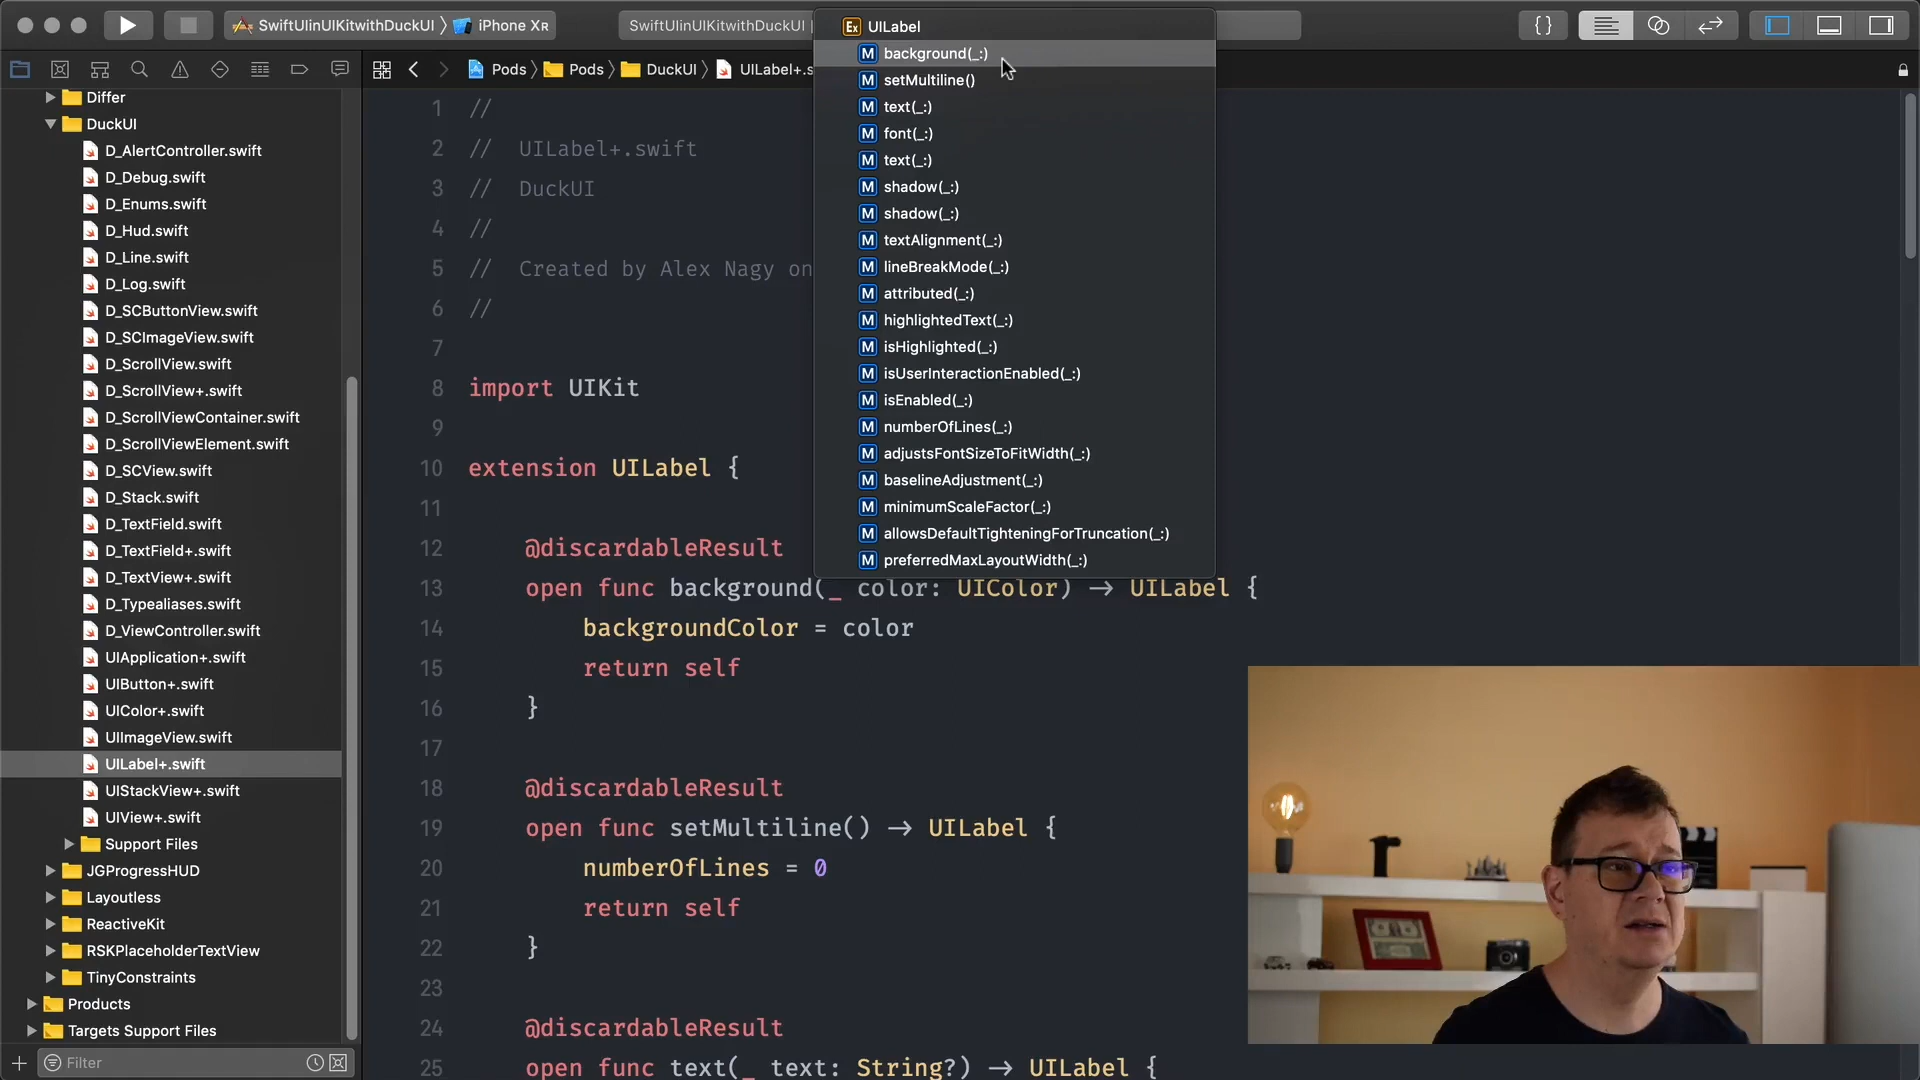 SwiftUIinUIKitwithDuckUI
iPhone XR
SwiftUIinUIKitwithDuckUI
UILabel
background(_:)
setMultiline()
text(_:)
font(_:)
text(_:)
shadow(_:)
shadow(_:)
textAlignment(_:)
lineBreakMode(_:)
attributed(_:)
highlightedText(_:)
isHighlighted(_:)
isUserInteractionEnabled(_:)
isEnabled(_:)
numberOfLines(_:)
adjustsFontSizeToFitWidth(_:)
baselineAdjustment(_:)
minimumScaleFactor(_:)
allowsDefaultTighteningForTruncation(_:)
preferredMaxLayoutWidth(_:)
Pods
Pods
DuckUI
UILabel+.s
Differ
DuckUI
D_AlertController.swift
D_Debug.swift
D_Enums.swift
D_Hud.swift
D_Line.swift
D_Log.swift
D_SCButtonView.swift
D_SCImageView.swift
D_ScrollView.swift
D_ScrollView+.swift
D_ScrollViewContainer.swift
D_ScrollViewElement.swift
D_SCView.swift
D_Stack.swift
D_TextField.swift
D_TextField+.swift
D_TextView+.swift
D_Typealiases.swift
D_ViewController.swift
UIApplication+.swift
UIButton+.swift
UIColor+.swift
UIImageView.swift
UILabel+.swift
UIStackView+.swift
UIView+.swift
Support Files
JGProgressHUD
Layoutless
ReactiveKit
RSKPlaceholderTextView
TinyConstraints
Products
Targets Support Files
Filter
1 //
2 //  UILabel+.swift
3 //  DuckUI
4 //
5 //  Created by Alex Nagy on
6 //
7
8 import UIKit
9
10 extension UILabel {
11
12 @discardableResult
13 open func background(_ color: UIColor) -> UILabel {
14 backgroundColor = color
15 return self
16 }
17
18 @discardableResult
19 open func setMultiline() -> UILabel {
20 numberOfLines = 0
21 return self
22 }
23
24 @discardableResult
25 open func text(_ text: String?) -> UILabel {